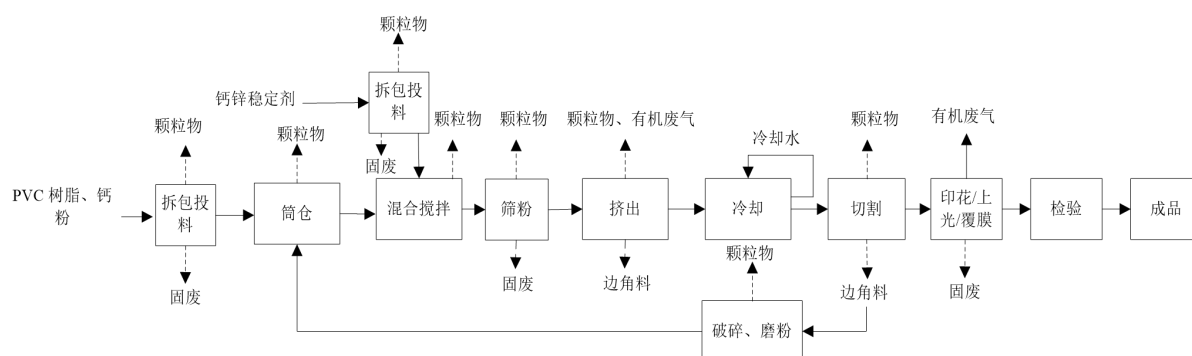 颗粒物
钙锌稳定剂
拆包投
料
固废
颗粒物
颗粒物
颗粒物
颗粒物
颗粒物、有机废气
冷却水
颗粒物
有机废气
PVC 树脂、钙
粉
拆包投
料
筒仓
混合搅拌
筛粉
挤出
冷却
切割
印花/上
光/覆膜
检验
成品
固废
固废
边角料
颗粒物
边角料
固废
破碎、磨粉